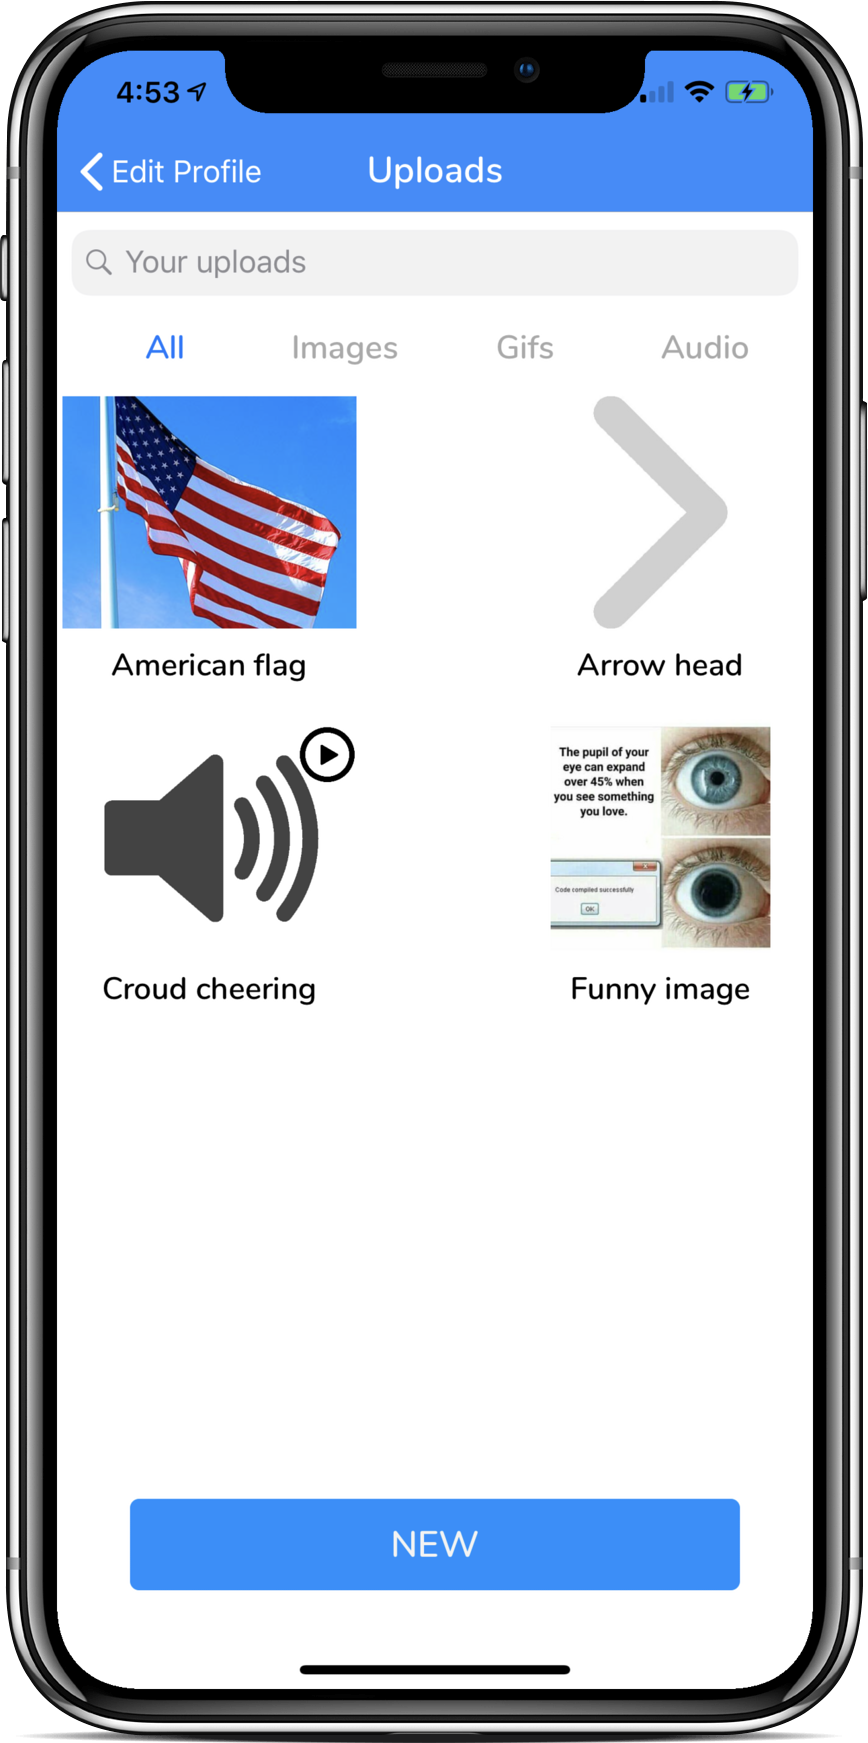 4:53
Edit Profile
Uploads
Your uploads
All
Images
Gifs
Audio
American flag
Arrow head
The pupil of your
eye can expand
over 45% when
you see something
you love.
Code compiled successfully
OK
Croud cheering
Funny image
NEW